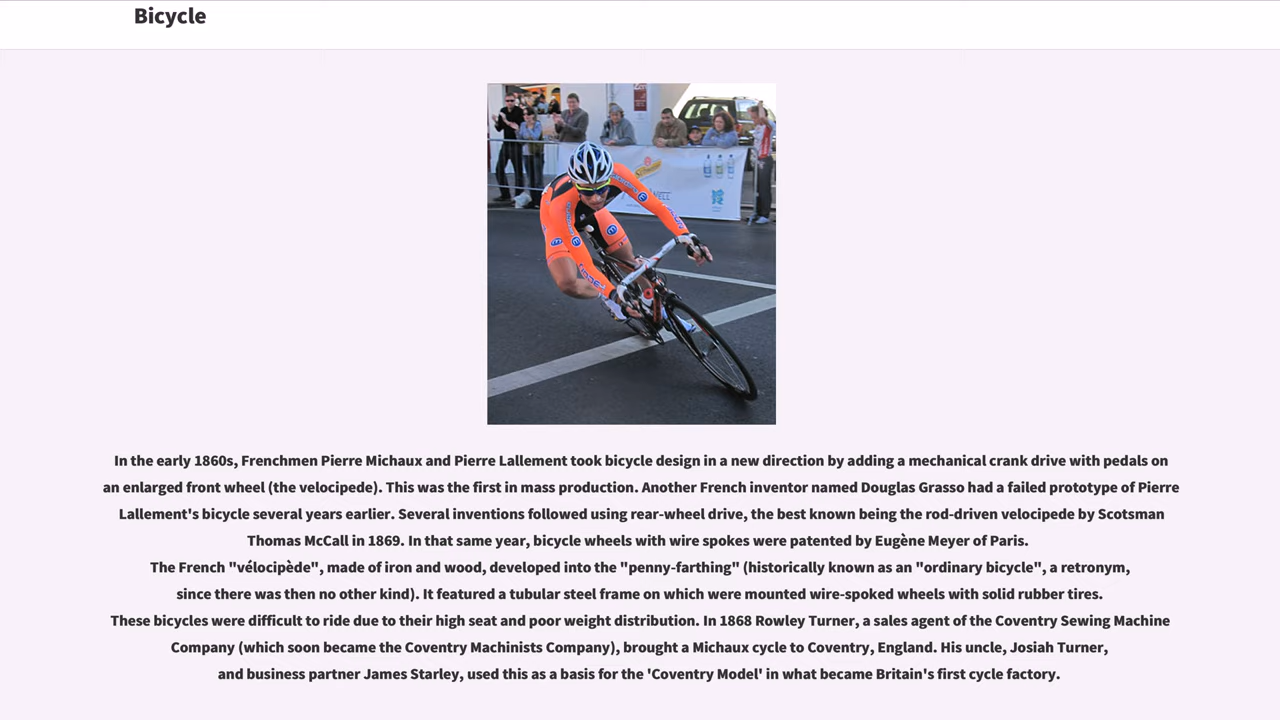 Bicycle
In the early 1860s, Frenchmen Pierre Michaux and Pierre Lallement took bicycle design in a new direction by adding a mechanical crank drive with pedals on
an enlarged front wheel (the velocipede). This was the first in mass production. Another French inventor named Douglas Grasso had a failed prototype of Pierre
Lallement's bicycle several years earlier. Several inventions followed using rear-wheel drive, the best known being the rod-driven velocipede by Scotsman
Thomas McCall in 1869. In that same year, bicycle wheels with wire spokes were patented by Eugène Meyer of Paris.
The French "vélocipède", made of iron and wood, developed into the "penny-farthing" (historically known as an "ordinary bicycle", a retronym,
since there was then no other kind). It featured a tubular steel frame on which were mounted wire-spoked wheels with solid rubber tires.
These bicycles were difficult to ride due to their high seat and poor weight distribution. In 1868 Rowley Turner, a sales agent of the Coventry Sewing Machine
Company (which soon became the Coventry Machinists Company), brought a Michaux cycle to Coventry, England. His uncle, Josiah Turner,
and business partner James Starley, used this as a basis for the 'Coventry Model' in what became Britain's first cycle factory.